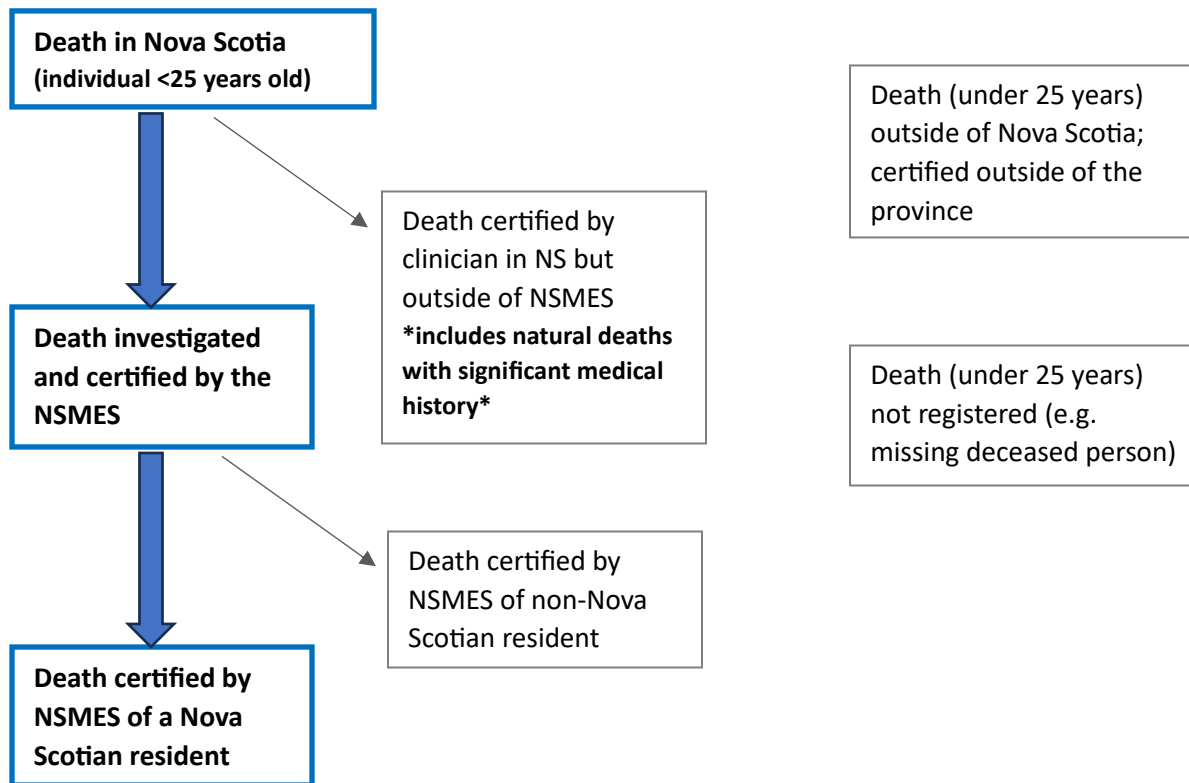 Death in Nova Scotia
(individual <25 years old)
Death (under 25 years)
outside of Nova Scotia;
certified outside of the
province
Death certified by
clinician in NS but
outside of NSMES
*includes natural deaths
with significant medical
history*
Death investigated
and certified by the
NSMES
Death (under 25 years)
not registered (e.g.
missing deceased person)
Death certified by
NSMES of non-Nova
Scotian resident
Death certified by
NSMES of a Nova
Scotian resident